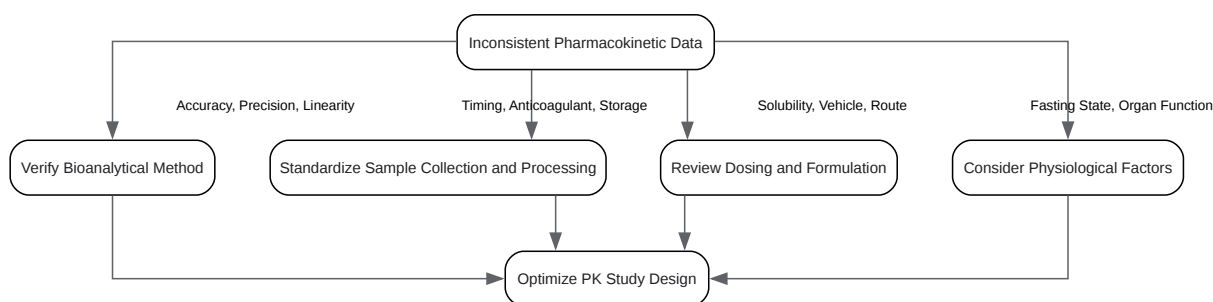 Inconsistent Pharmacokinetic Data
Accuracy, Precision, Linearity
Timing, Anticoagulant, Storage
Solubility, Vehicle, Route
Fasting State, Organ Function
Verify Bioanalytical Method
Standardize Sample Collection and Processing
Review Dosing and Formulation
Consider Physiological Factors
Optimize PK Study Design